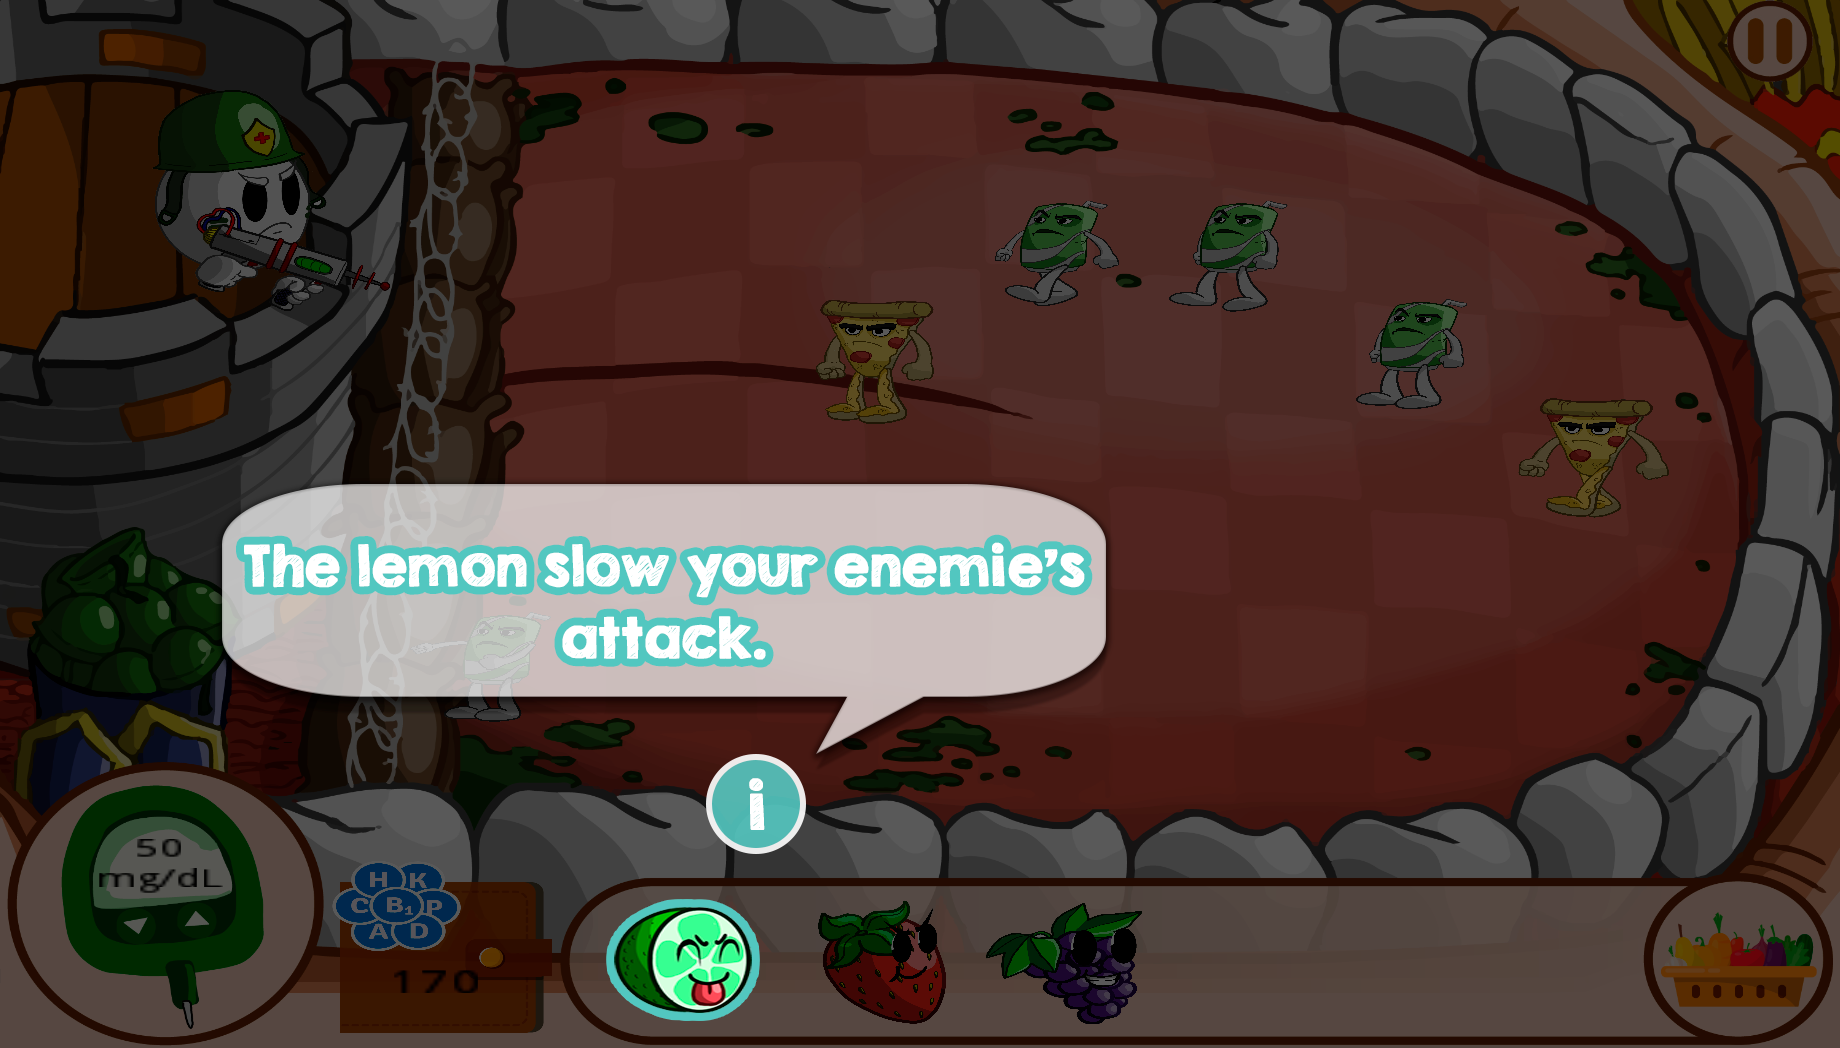 The lemon slow your enemie's
attack.
i
50
mg/dL
H K
C B₁ P
A D
170